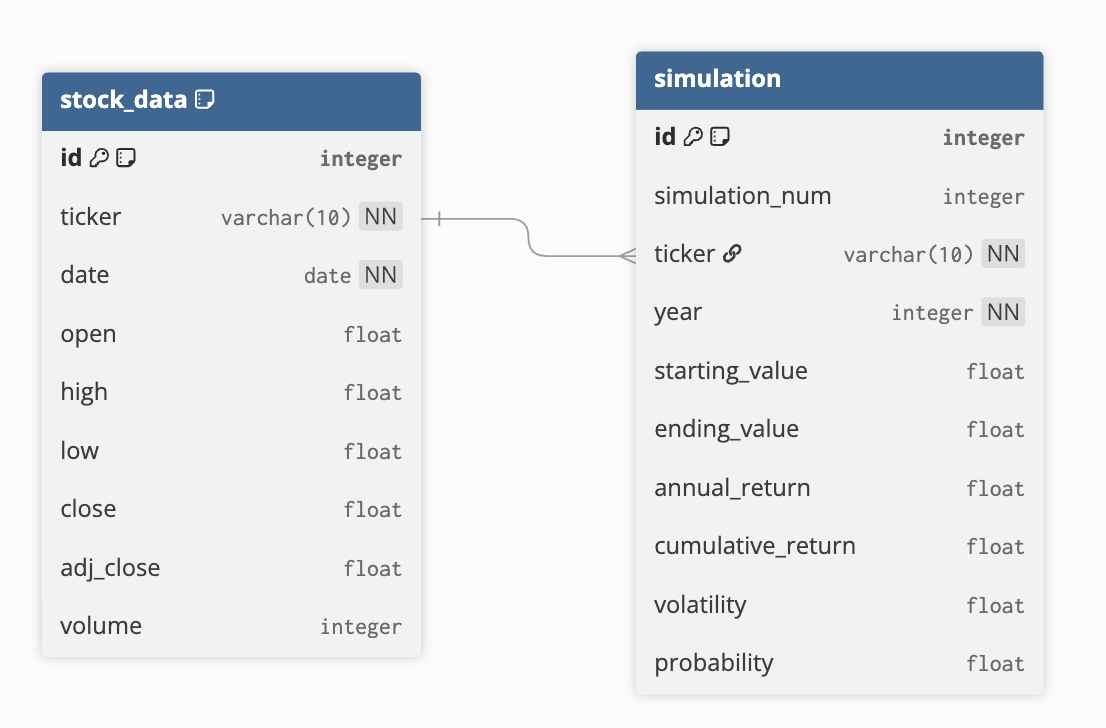 stock_data
id integer
ticker varchar(10) NN
date date NN
open float
high float
low float
close float
adj_close float
volume integer
simulation
id integer
simulation_num integer
ticker varchar(10) NN
year integer NN
starting_value float
ending_value float
annual_return float
cumulative_return float
volatility float
probability float